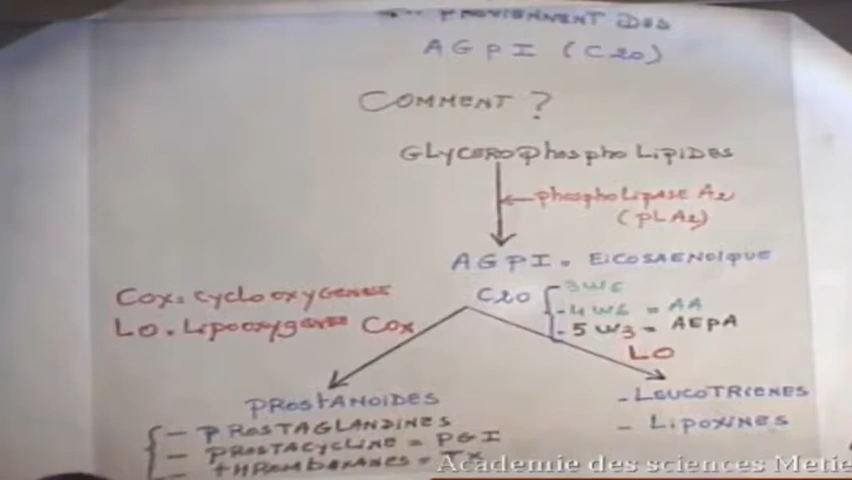 PROVIENNENT DES
AGPI (C20)
COMMENT ?
GLYCEROphosphoLIPIDES
phosphoLIPASE A2
(PLA2)
AGPI. EICOSAENOIQUE
C20
3W6
- 4W6 = AA
- 5W3 = AEPA
COX = cyclooxygenase
LO. Lipooxygenase
COX
LO
PROSTANOIDES
- PROSTAGLANDINES
- PROSTACYCLINE = PGI
- tHROMBOXANES = TX
- LEUCOTRIENES
- LIPOXINES
Academie des sciences Metie